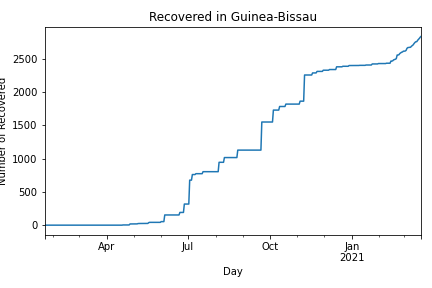 Recovered in Guinea-Bissau
Number of Recovered
2500
2000
1500
1000
500
0
Apr
Jul
Oct
Jan
2021
Day